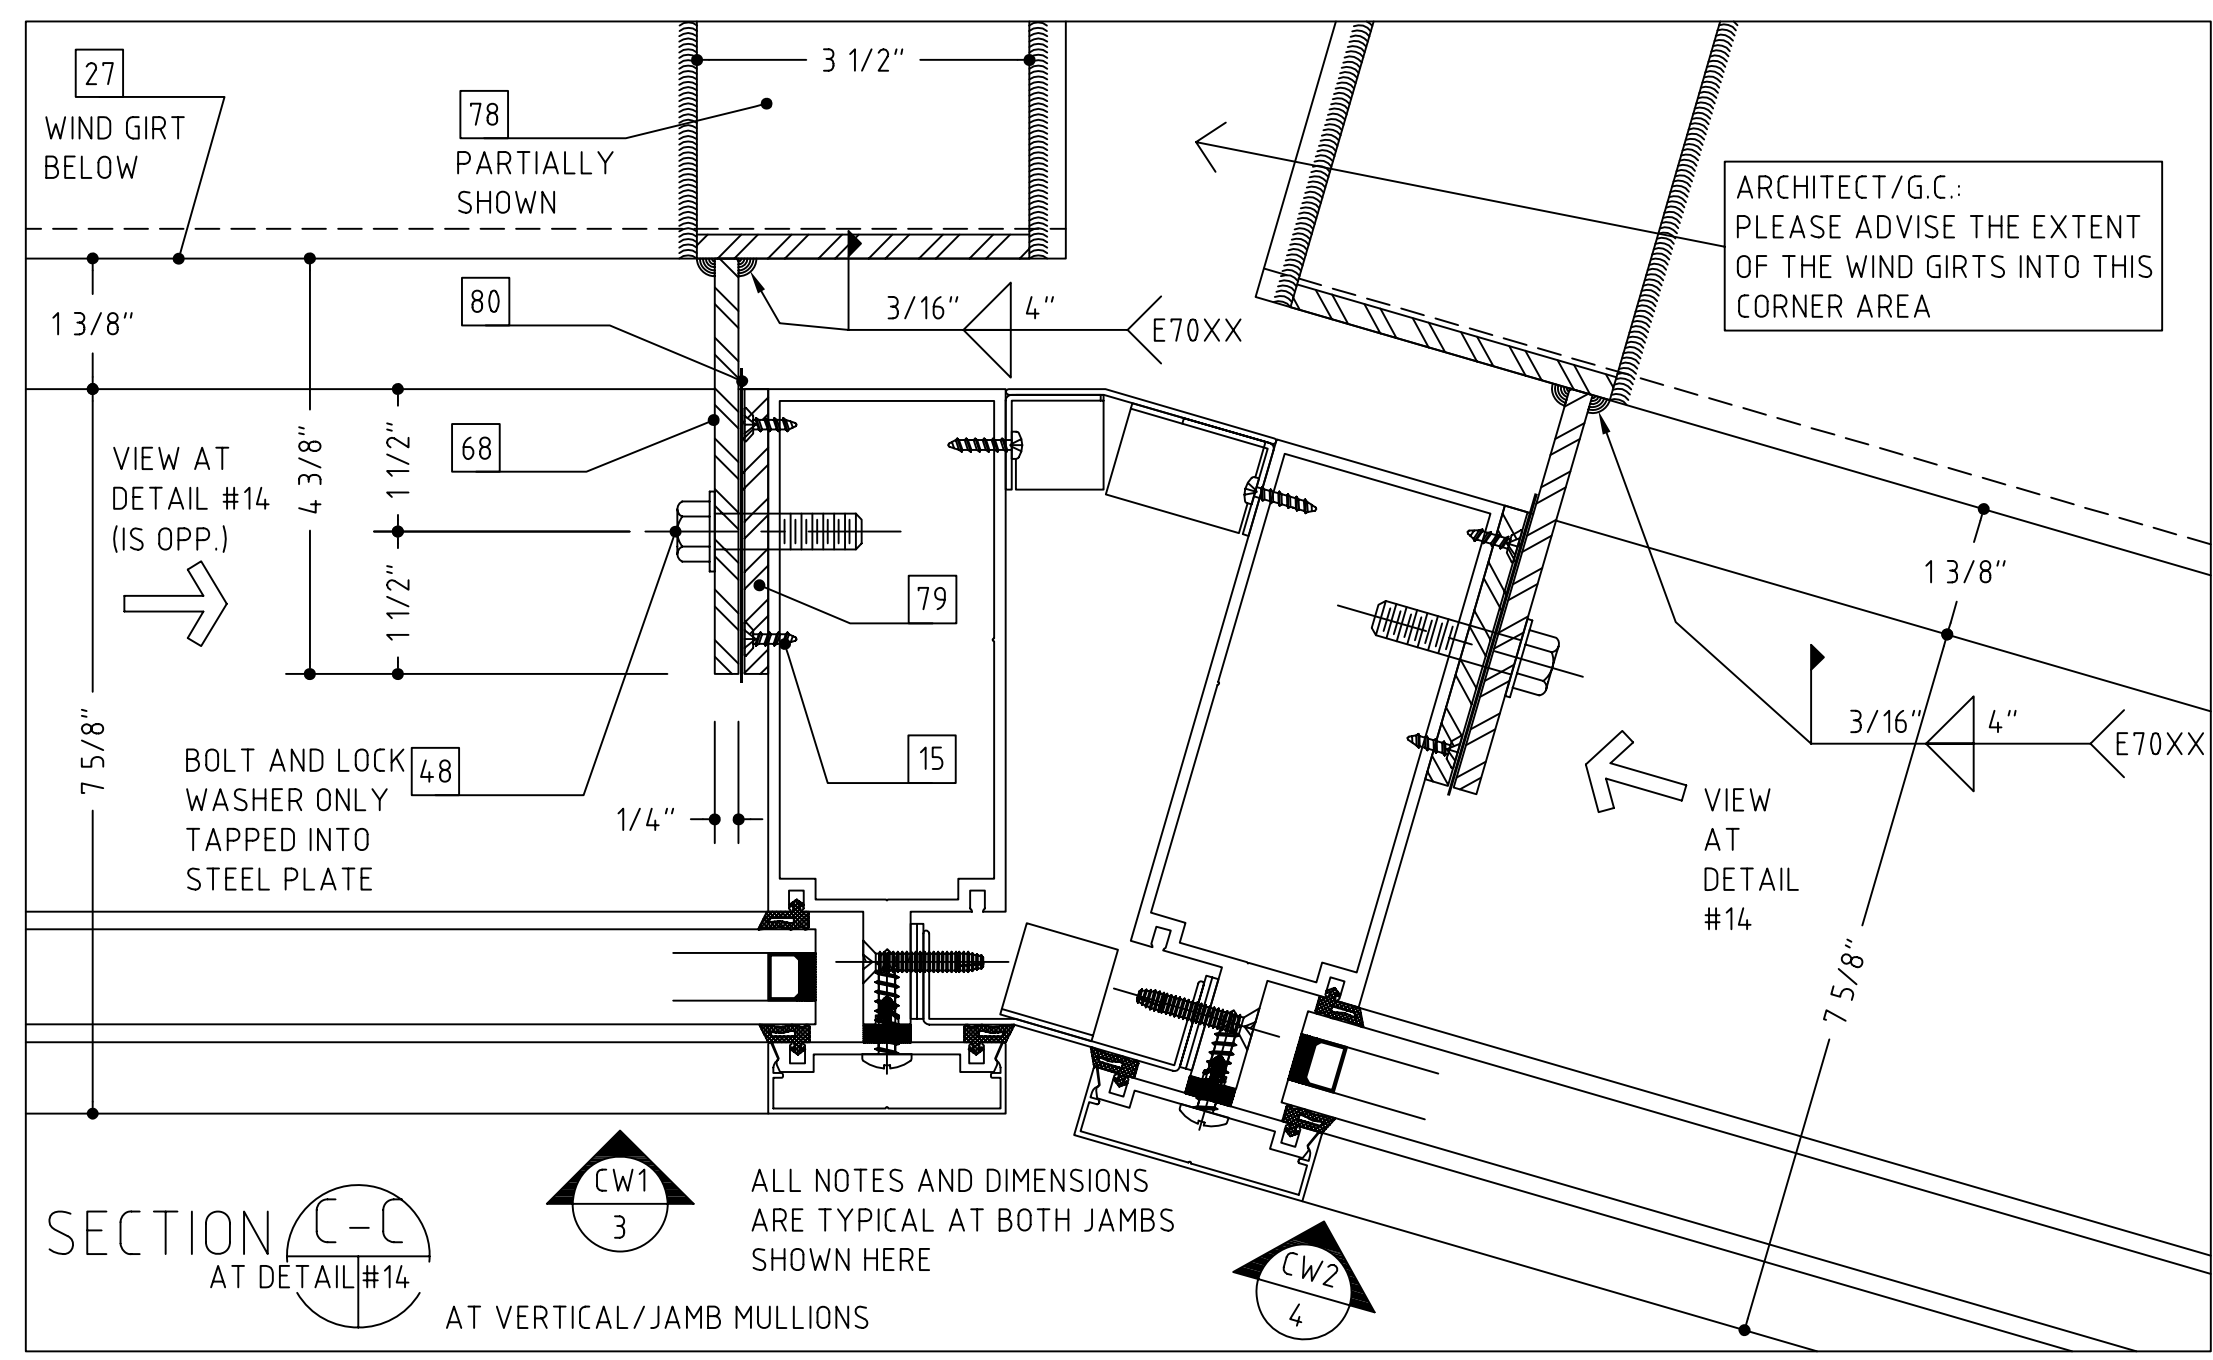 27
WIND GIRT
BELOW
78
PARTIALLY
SHOWN
3 1/2"
ARCHITECT/G.C.:
PLEASE ADVISE THE EXTENT
OF THE WIND GIRTS INTO THIS
CORNER AREA
1 3/8"
80
3/16"
4"
E70XX
VIEW AT
DETAIL #14
(IS OPP.)
4 3/8"
1 1/2"
1 1/2"
68
79
15
7 5/8"
BOLT AND LOCK
WASHER ONLY
TAPPED INTO
STEEL PLATE
48
1/4"
1 3/8"
3/16"
4"
E70XX
VIEW
AT
DETAIL
#14
7 5/8"
SECTION C-C
AT DETAIL #14
CW1
3
ALL NOTES AND DIMENSIONS
ARE TYPICAL AT BOTH JAMBS
SHOWN HERE
CW2
4
AT VERTICAL/JAMB MULLIONS